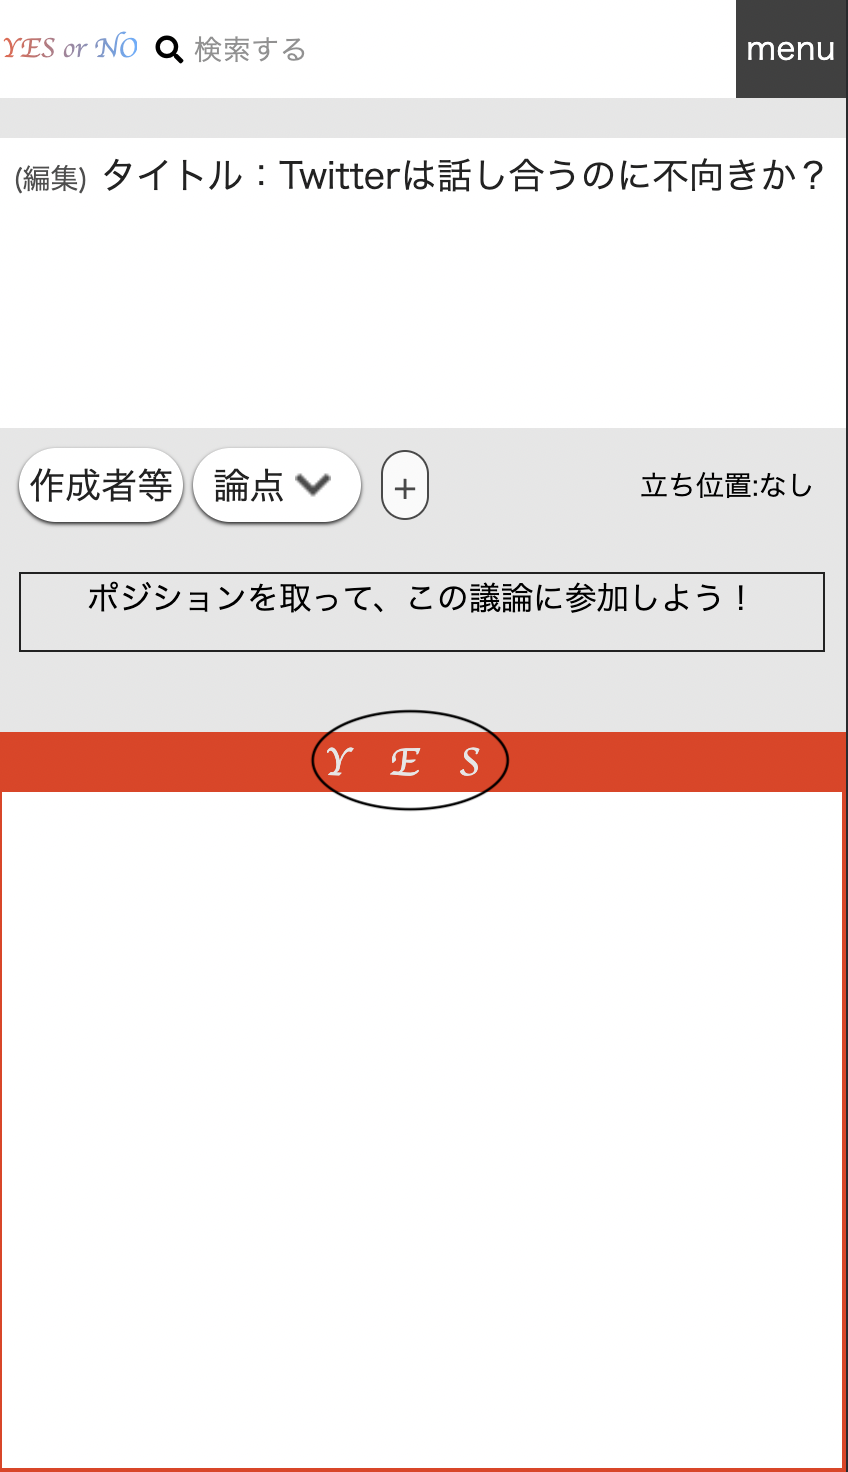 YES or NO 検索する menu
(編集) タイトル：Twitterは話し合うのに不向きか？
作成者等 論点 + 立ち位置:なし
ポジションを取って、この議論に参加しよう！
Y E S